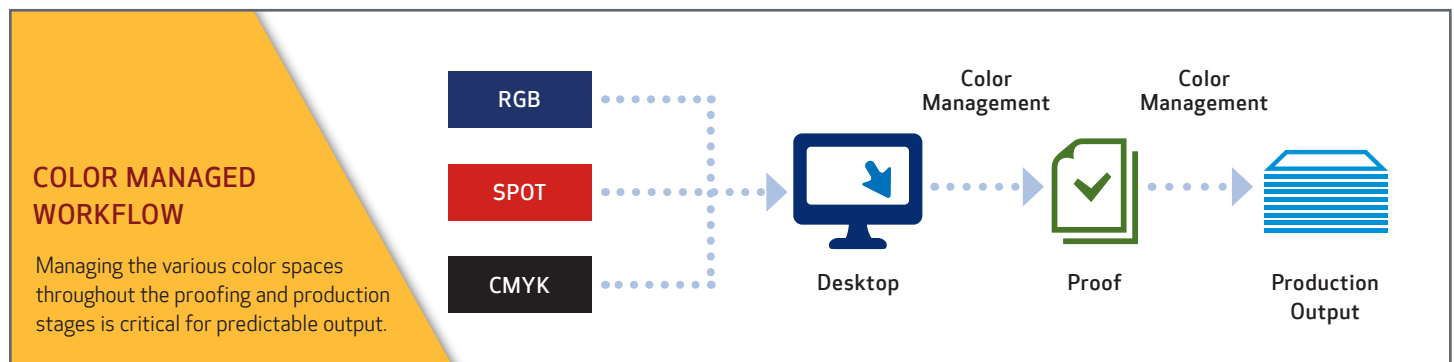 COLOR MANAGED
WORKFLOW
Managing the various color spaces
throughout the proofing and production
stages is critical for predictable output.
RGB
SPOT
CMYK
Desktop
Color
Management
Proof
Color
Management
Production
Output